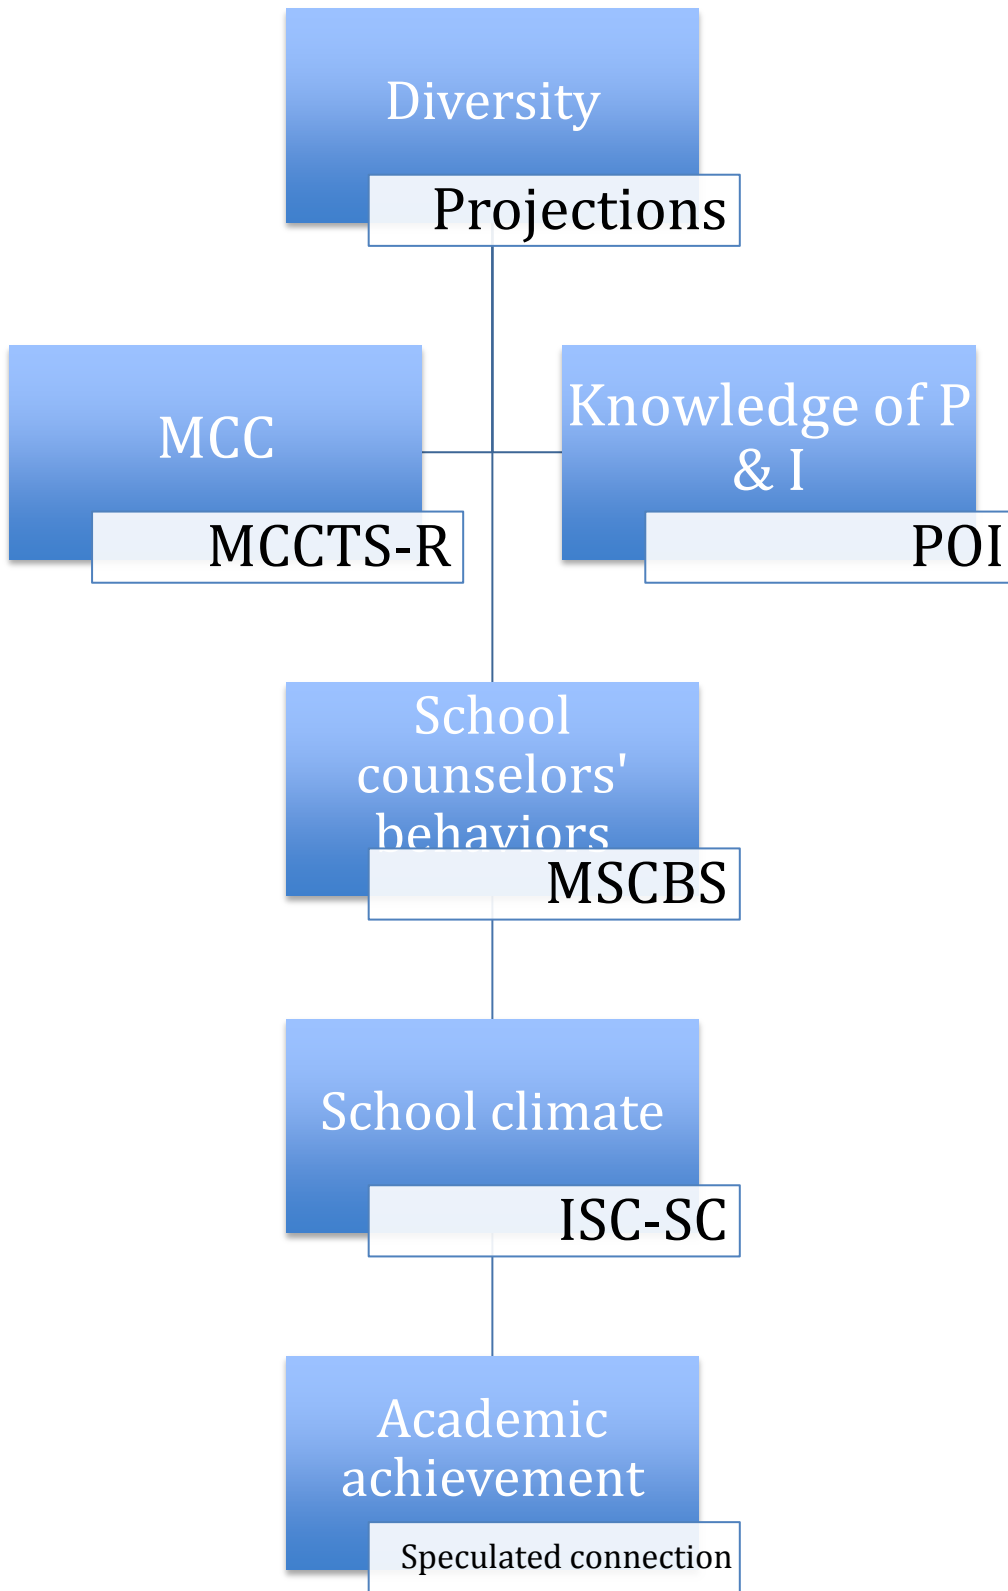 Diversity
Projections
MCC
MCCTS-R
Knowledge of P
& I
POI
School
counselors'
behaviors
MSCBS
School climate
ISC-SC
Academic
achievement
Speculated connection